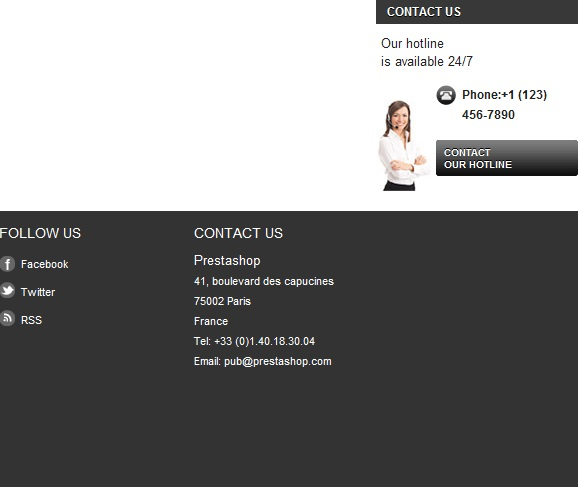 CONTACT US
Our hotline
is available 24/7
Phone:+1 (123)
456-7890
CONTACT
OUR HOTLINE
FOLLOW US
Facebook
Twitter
RSS
CONTACT US
Prestashop
41, boulevard des capucines
75002 Paris
France
Tel: +33 (0)1.40.18.30.04
Email: pub@prestashop.com